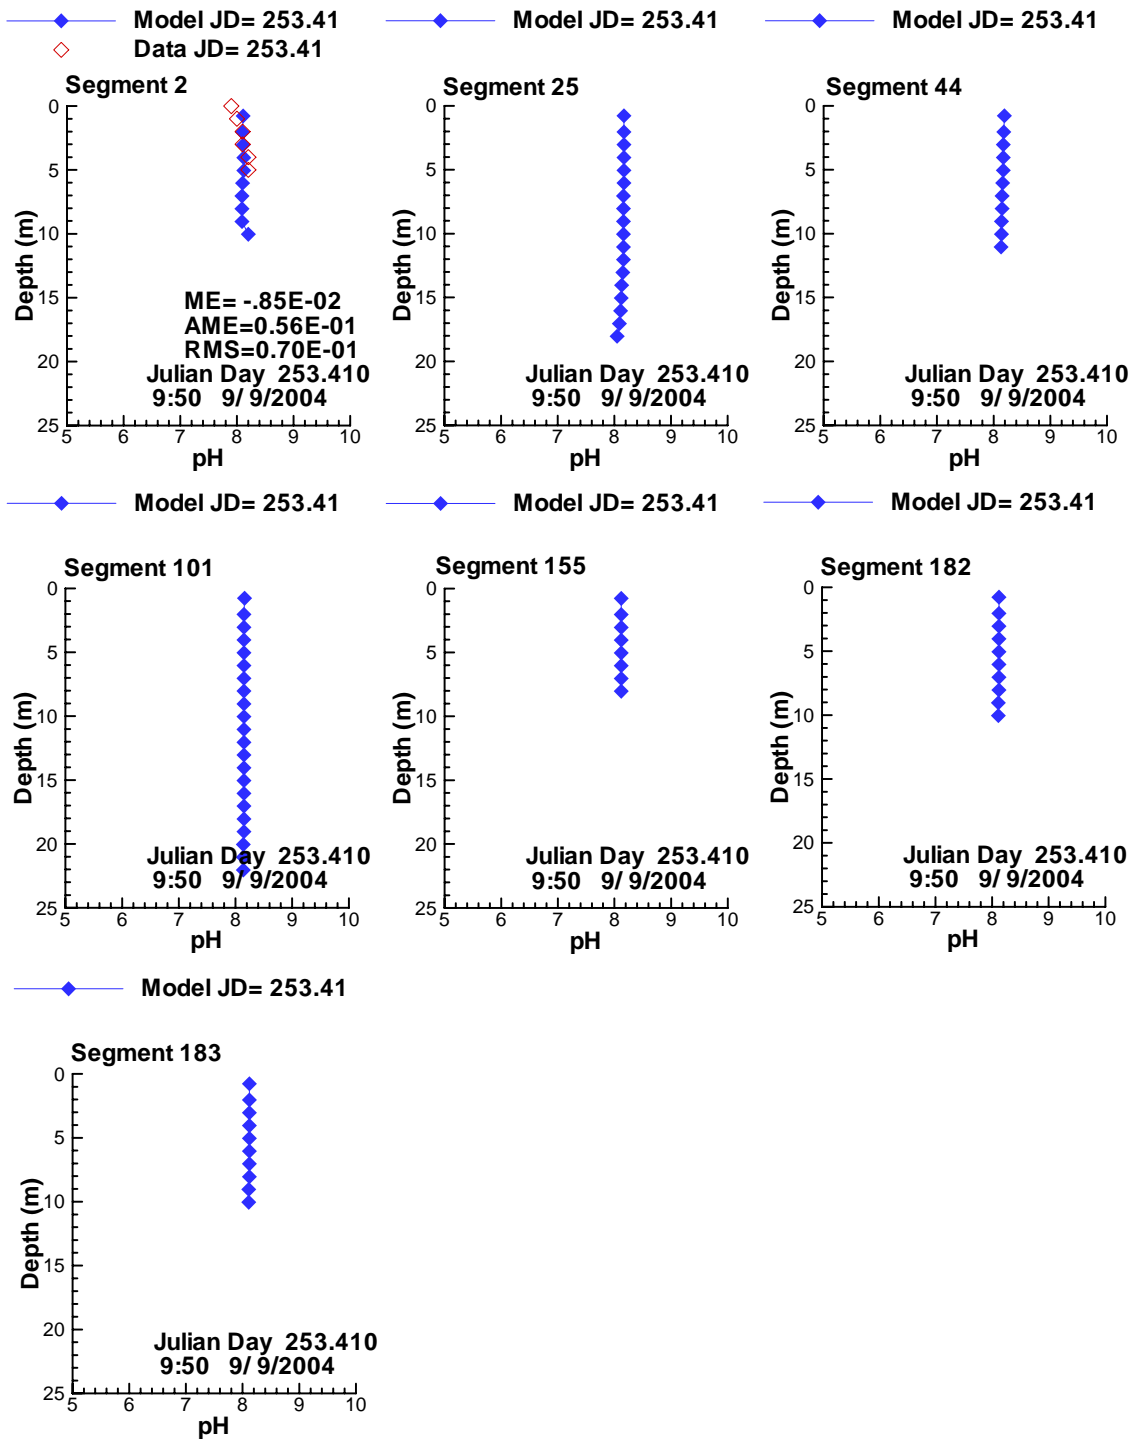 Model JD= 253.41
Data JD= 253.41
Segment 2
0
5
10
15
20
25
Depth (m)
ME= -.85E-02
AME=0.56E-01
RMS=0.70E-01
Julian Day 253.410
9:50 9/ 9/2004
5 6 7 8 9 10
pH
Model JD= 253.41
Segment 25
0
5
10
15
20
25
Depth (m)
Julian Day 253.410
9:50 9/ 9/2004
5 6 7 8 9 10
pH
Model JD= 253.41
Segment 44
0
5
10
15
20
25
Depth (m)
Julian Day 253.410
9:50 9/ 9/2004
5 6 7 8 9 10
pH
Model JD= 253.41
Segment 101
0
5
10
15
20
25
Depth (m)
Julian Day 253.410
9:50 9/ 9/2004
5 6 7 8 9 10
pH
Model JD= 253.41
Segment 155
0
5
10
15
20
25
Depth (m)
Julian Day 253.410
9:50 9/ 9/2004
5 6 7 8 9 10
pH
Model JD= 253.41
Segment 182
0
5
10
15
20
25
Depth (m)
Julian Day 253.410
9:50 9/ 9/2004
5 6 7 8 9 10
pH
Model JD= 253.41
Segment 183
0
5
10
15
20
25
Depth (m)
Julian Day 253.410
9:50 9/ 9/2004
5 6 7 8 9 10
pH